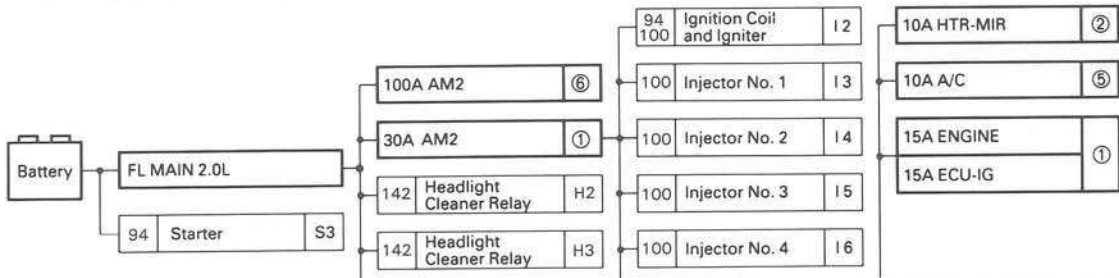 Battery
FL MAIN 2.0L
94 Starter S3
100A AM2 ⑥
30A AM2 ①
142 Headlight
Cleaner Relay H2
142 Headlight
Cleaner Relay H3
94
100 Ignition Coil
and Igniter I2
100 Injector No. 1 I3
100 Injector No. 2 I4
100 Injector No. 3 I5
100 Injector No. 4 I6
10A HTR-MIR ②
10A A/C ⑤
15A ENGINE ①
15A ECU-IG